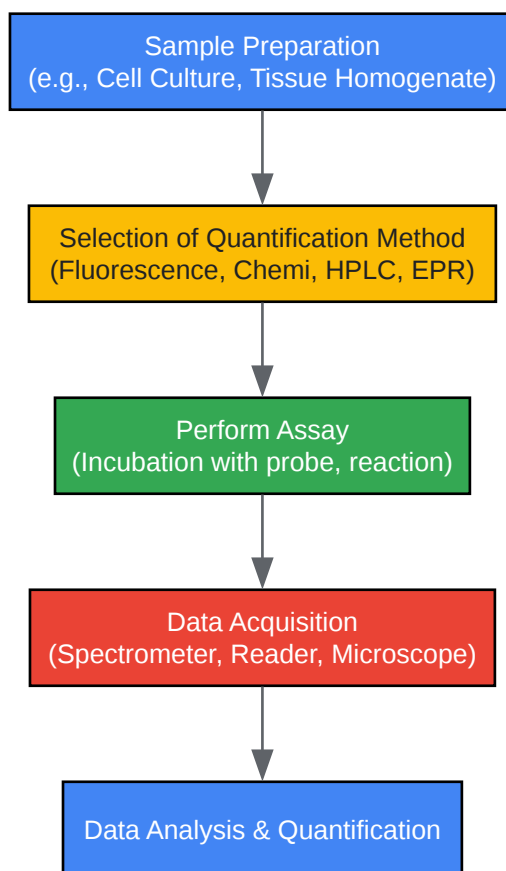 Sample Preparation
(e.g., Cell Culture, Tissue Homogenate)
Selection of Quantification Method
(Fluorescence, Chemi, HPLC, EPR)
Perform Assay
(Incubation with probe, reaction)
Data Acquisition
(Spectrometer, Reader, Microscope)
Data Analysis & Quantification